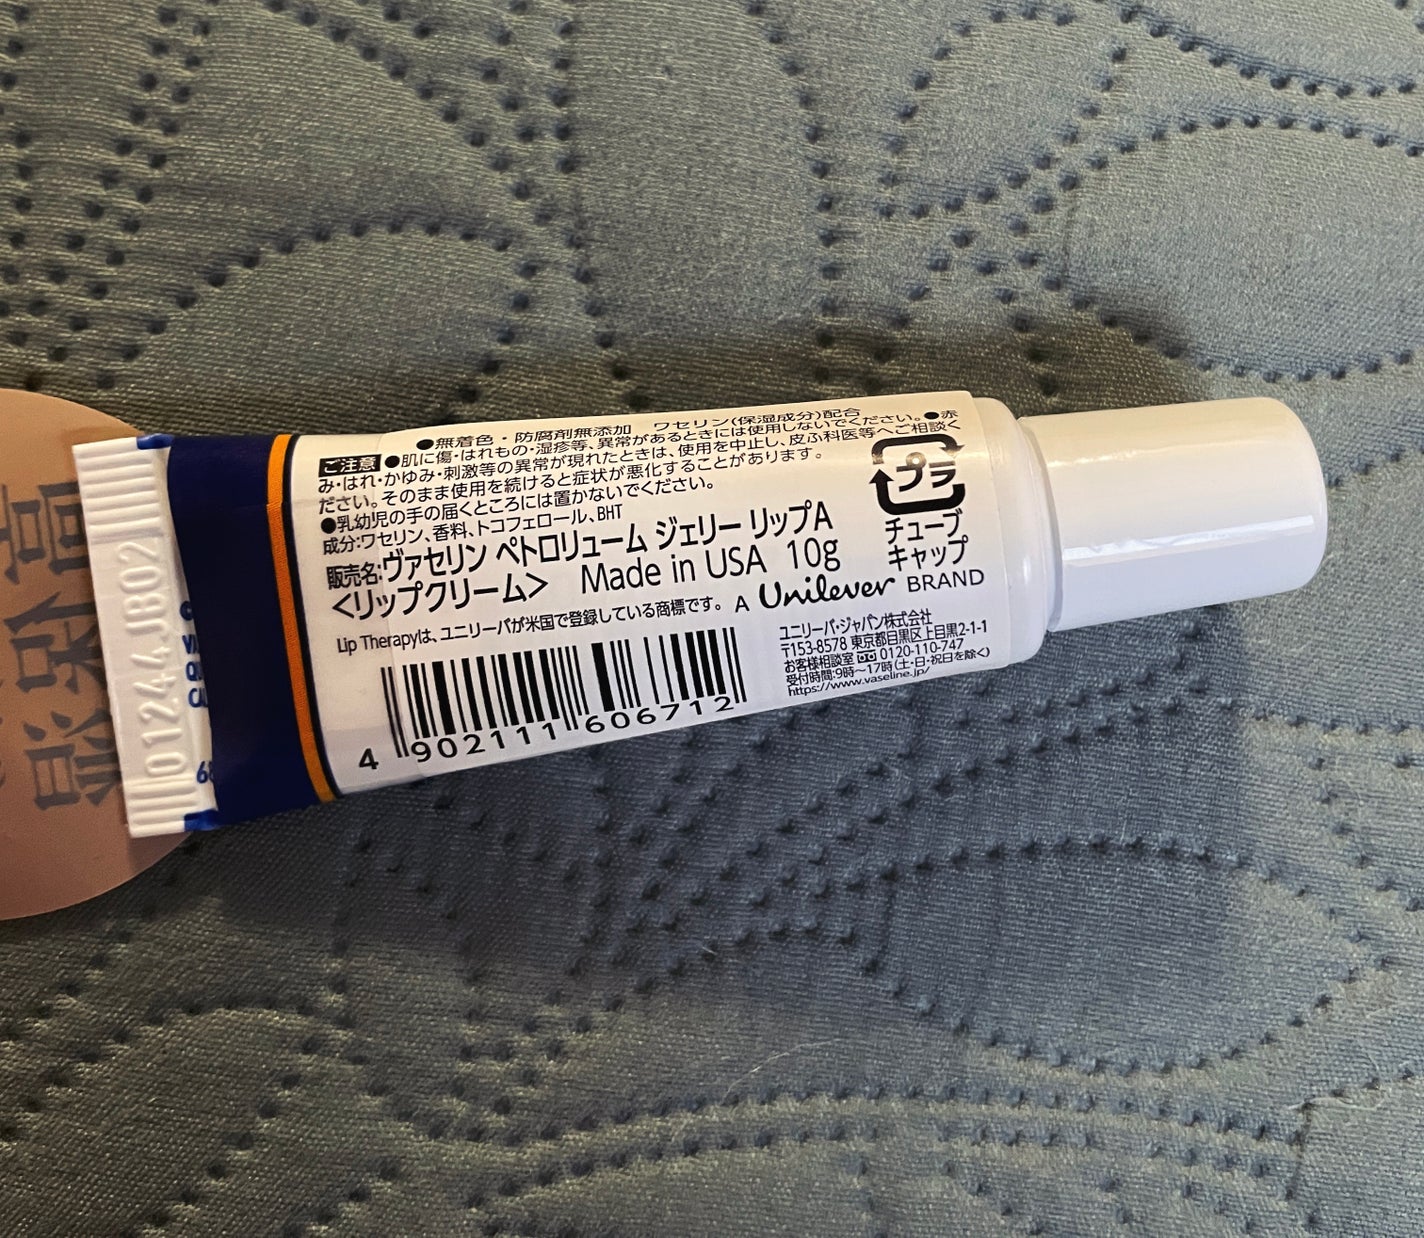 ●無着色・防腐剤無添加 ワセリン(保湿成分)配合
ご注意 ●肌に傷・はれもの・湿疹等、異常があるときには使用しないでください。●赤
み・はれ・かゆみ・刺激等の異常が現れたときは、使用を中止し、皮ふ科医等へご相談く
ださい。そのまま使用を続けると症状が悪化することがあります。
●乳幼児の手の届くところには置かないでください。
成分:ワセリン、香料、トコフェロール、BHT
販売名:ヴァセリン ペトロリューム ジェリー リップA
<リップクリーム> Made in USA 10g
プラ
チューブ
キャップ
Lip Therapyは、ユニリーバが米国で登録している商標です。 A Unilever BRAND
ユニリーバ・ジャパン株式会社
〒153-8578 東京都目黒区上目黒2-1-1
お客様相談室 0120-110-747
受付時間:9時〜17時(土・日・祝日を除く)
https://www.vaseline.jp/
4 902111 606712
01244JB02